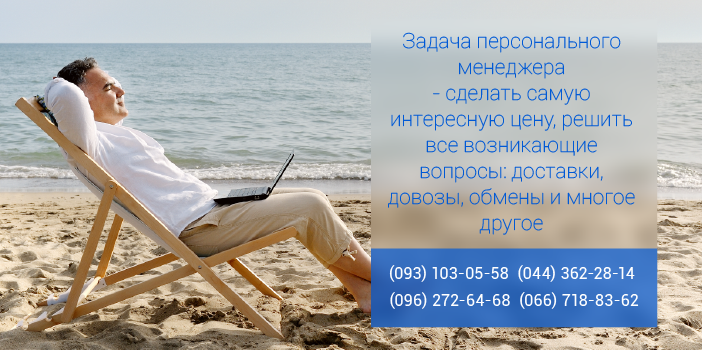 Задача персонального
менеджера
- сделать самую
интересную цену, решить
все возникающие
вопросы: доставки,
довозы, обмены и многое
другое
(093) 103-05-58 (044) 362-28-14
(096) 272-64-68 (066) 718-83-62